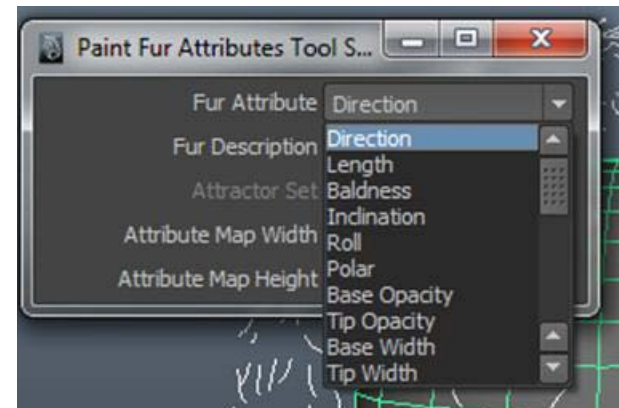 Paint Fur Attributes Tool S...
Fur Attribute Direction
Fur Description
Attractor Set
Attribute Map Width
Attribute Map Height
Direction
Length
Baldness
Inclination
Roll
Polar
Base Opacity
Tip Opacity
Base Width
Tip Width